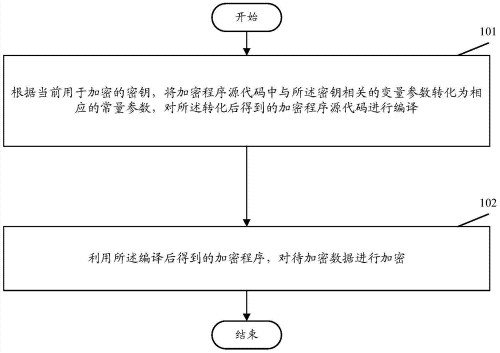 开始
101
根据当前用于加密的密钥，将加密程序源代码中与所述密钥相关的变量参数转化为相
应的常量参数，对所述转化后得到的加密程序源代码进行编译
102
利用所述编译后得到的加密程序，对待加密数据进行加密
结束